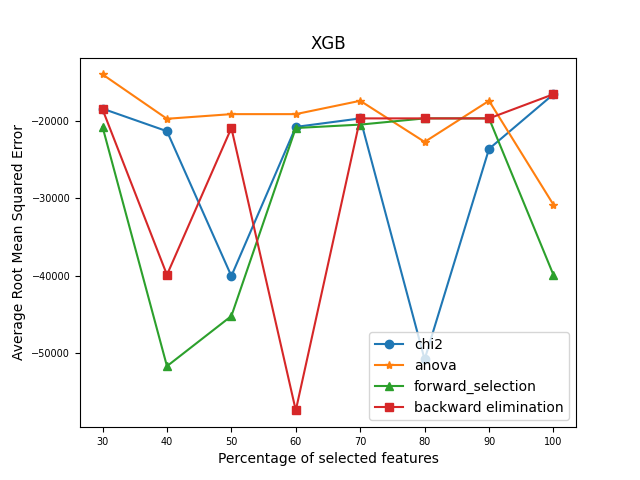 XGB
Average Root Mean Squared Error
−20000
−30000
−40000
−50000
chi2
anova
forward_selection
backward elimination
30 40 50 60 70 80 90 100
Percentage of selected features